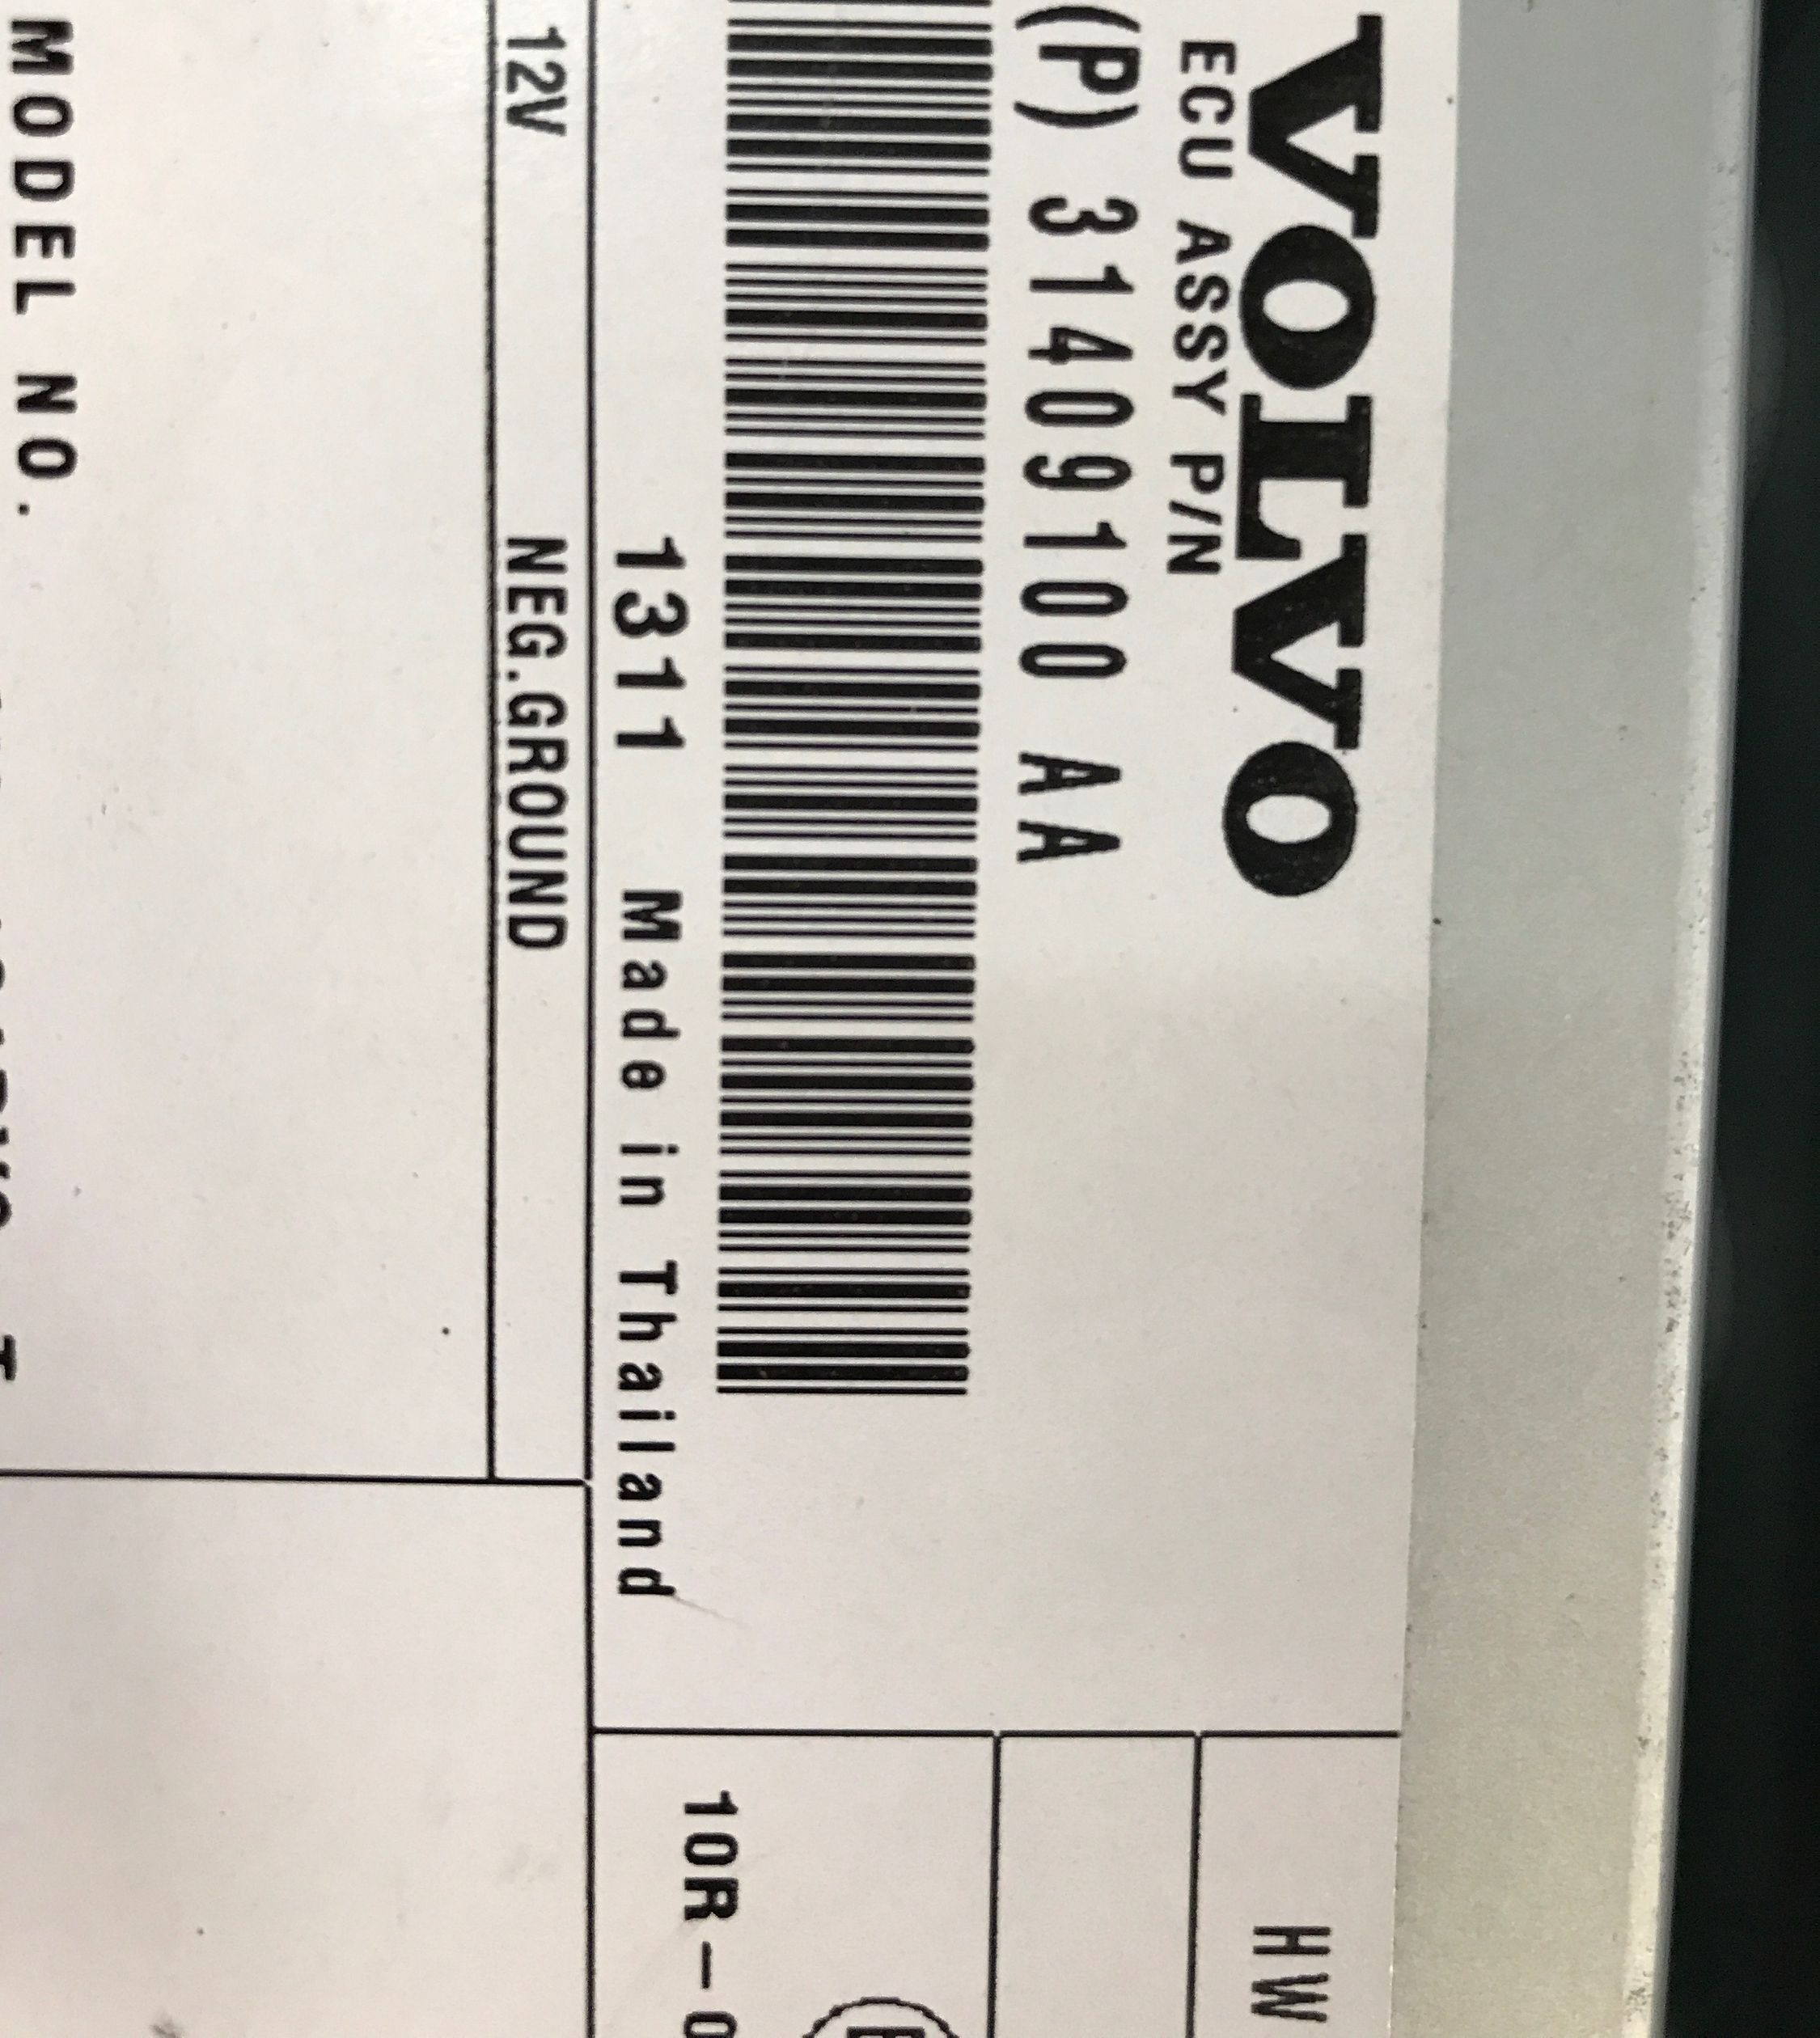 VOLVO
ECU ASSY P/N
(P) 31409100 AA
1311 Made in Thailand
12V NEG.GROUND
MODEL NO.
HW
10R-0
E